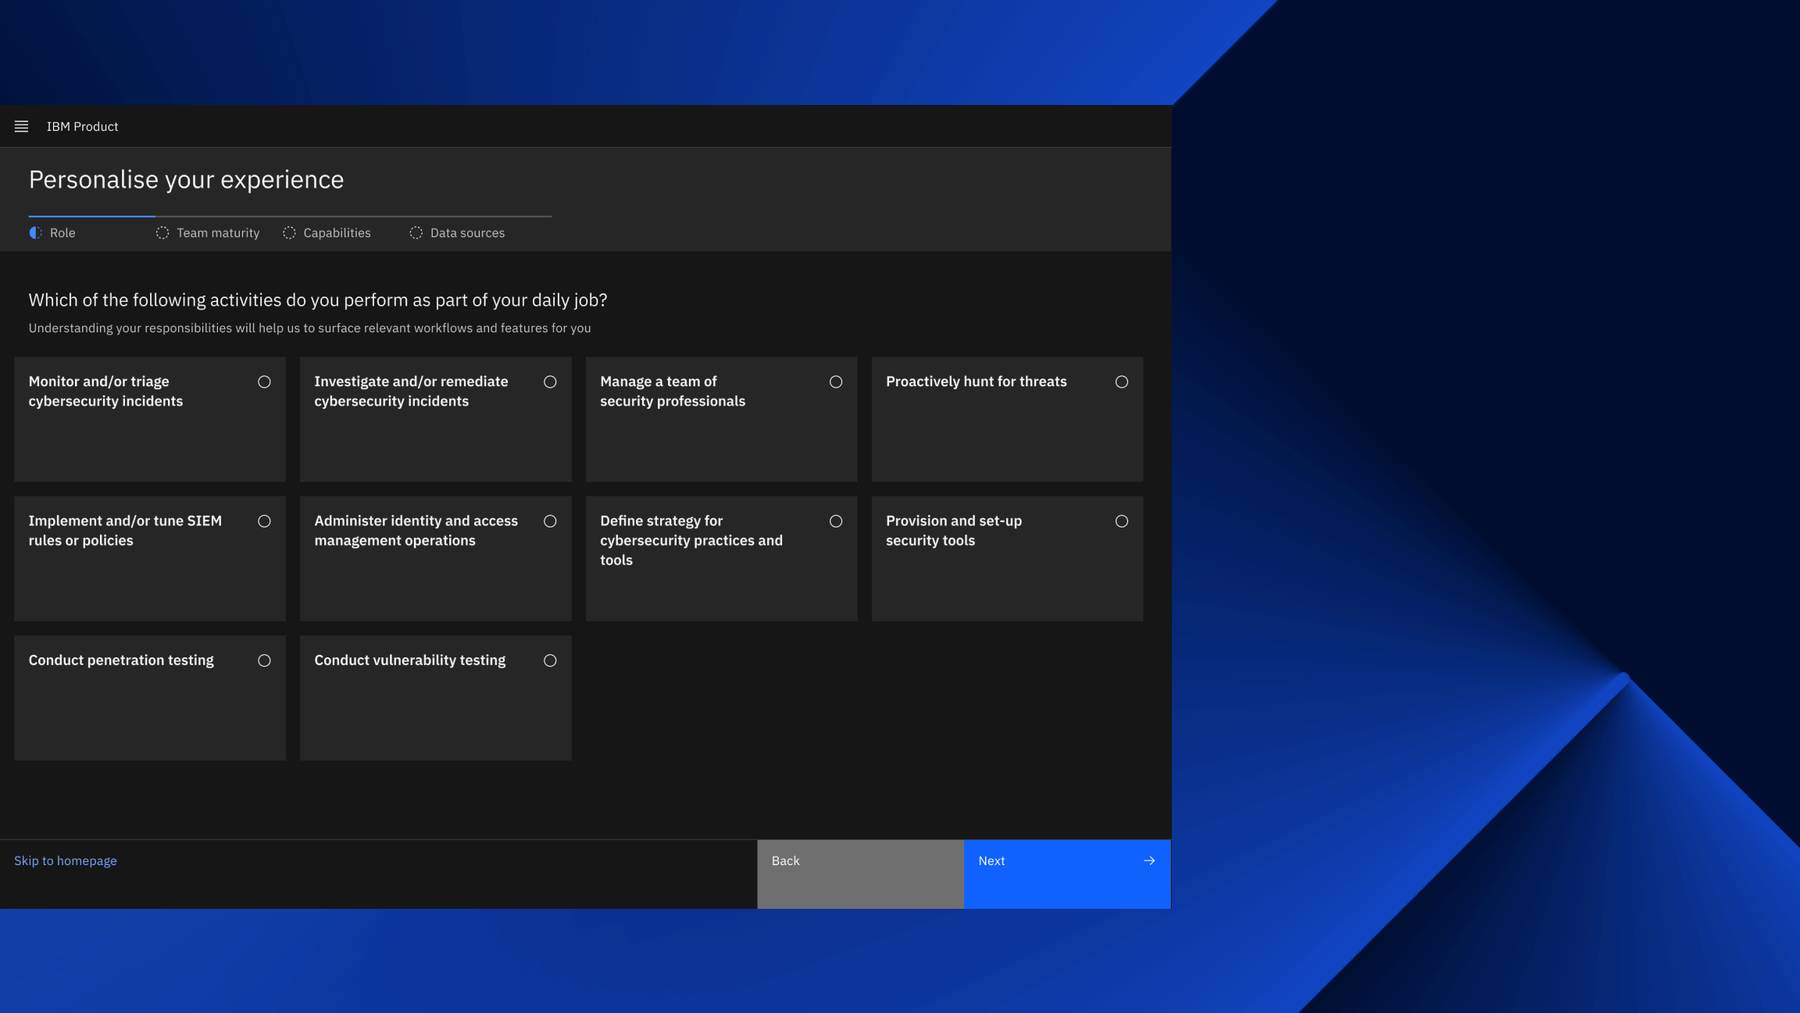 IBM Product
Personalise your experience
Role
Team maturity
Capabilities
Data sources
Which of the following activities do you perform as part of your daily job?
Understanding your responsibilities will help us to surface relevant workflows and features for you
Monitor and/or triage
cybersecurity incidents
Investigate and/or remediate
cybersecurity incidents
Manage a team of
security professionals
Proactively hunt for threats
Implement and/or tune SIEM
rules or policies
Administer identity and access
management operations
Define strategy for
cybersecurity practices and
tools
Provision and set-up
security tools
Conduct penetration testing
Conduct vulnerability testing
Skip to homepage
Back
Next